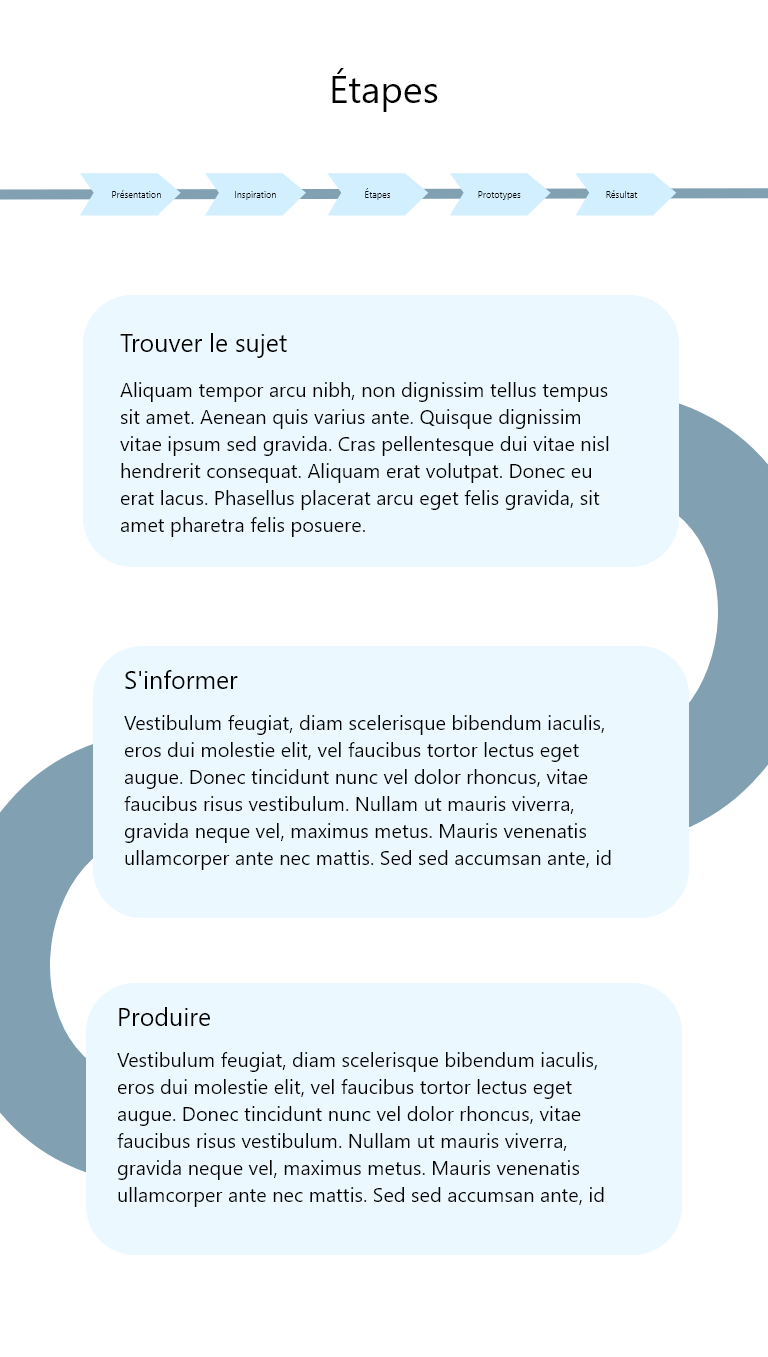 Étapes
Présentation
Inspiration
Étapes
Prototypes
Résultat
Trouver le sujet
Aliquam tempor arcu nibh, non dignissim tellus tempus
sit amet. Aenean quis varius ante. Quisque dignissim
vitae ipsum sed gravida. Cras pellentesque dui vitae nisl
hendrerit consequat. Aliquam erat volutpat. Donec eu
erat lacus. Phasellus placerat arcu eget felis gravida, sit
amet pharetra felis posuere.
S'informer
Vestibulum feugiat, diam scelerisque bibendum iaculis,
eros dui molestie elit, vel faucibus tortor lectus eget
augue. Donec tincidunt nunc vel dolor rhoncus, vitae
faucibus risus vestibulum. Nullam ut mauris viverra,
gravida neque vel, maximus metus. Mauris venenatis
ullamcorper ante nec mattis. Sed sed accumsan ante, id
Produire
Vestibulum feugiat, diam scelerisque bibendum iaculis,
eros dui molestie elit, vel faucibus tortor lectus eget
augue. Donec tincidunt nunc vel dolor rhoncus, vitae
faucibus risus vestibulum. Nullam ut mauris viverra,
gravida neque vel, maximus metus. Mauris venenatis
ullamcorper ante nec mattis. Sed sed accumsan ante, id